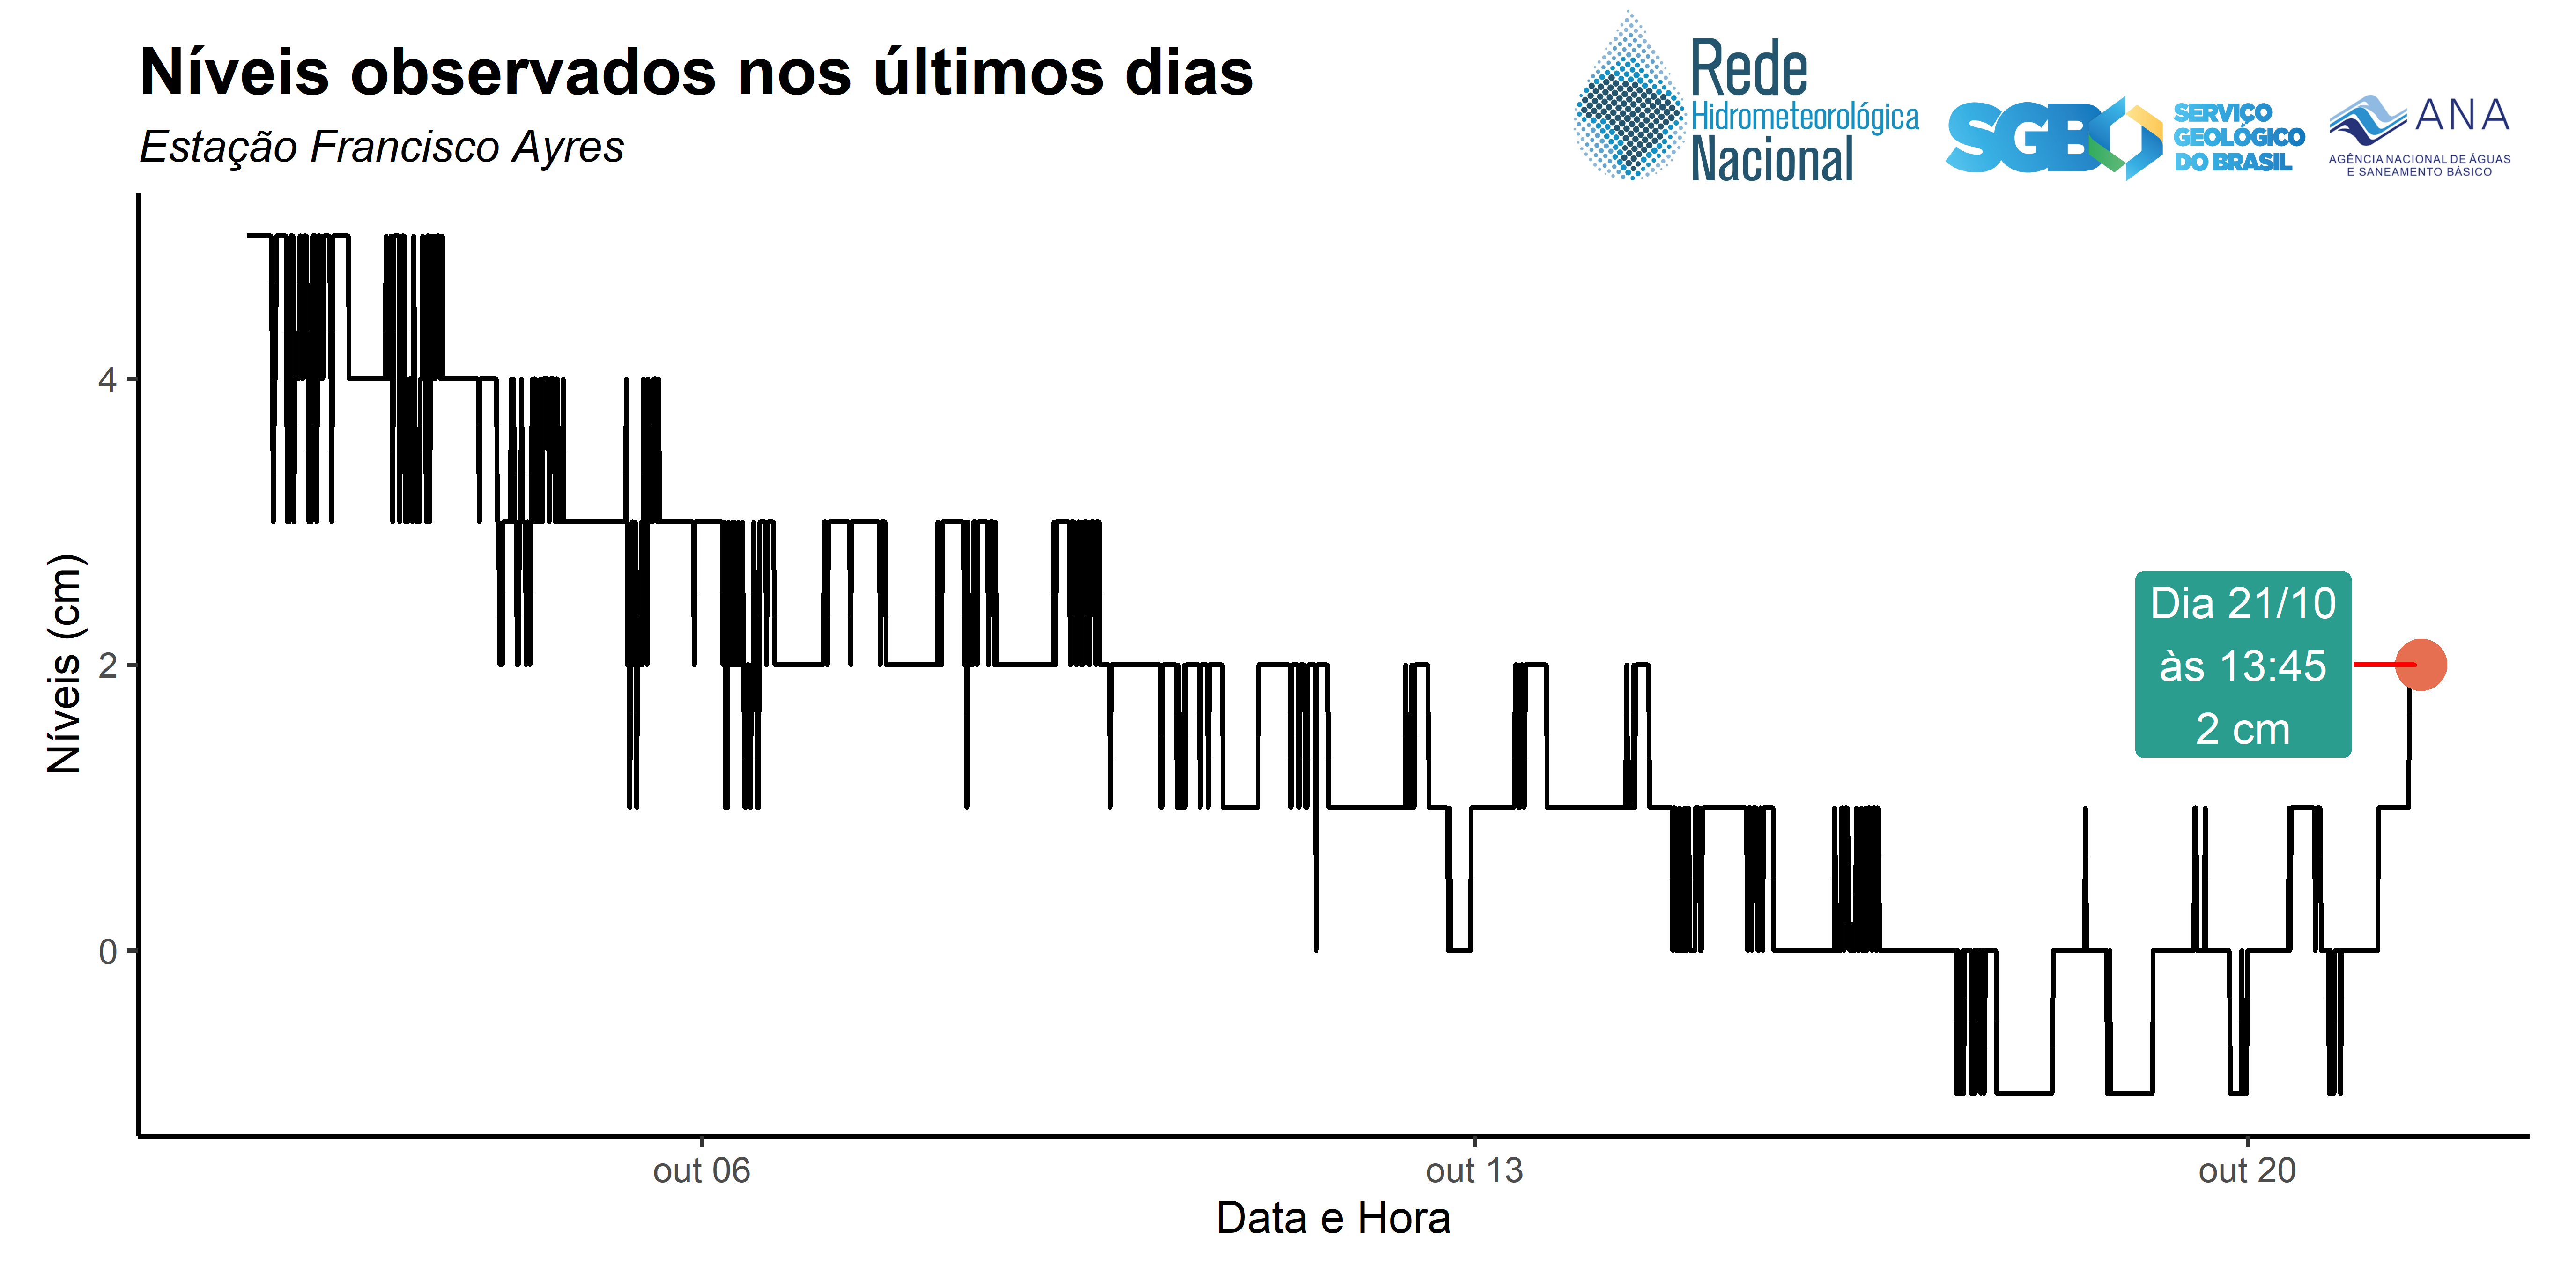 Níveis observados nos últimos dias
Estação Francisco Ayres
Rede
Hidrometeorológica
Nacional
SGB
SERVIÇO
GEOLÓGICO
DO BRASIL
ANA
AGÊNCIA NACIONAL DE ÁGUAS
E SANEAMENTO BÁSICO
Níveis (cm)
4
2
0
Dia 21/10
às 13:45
2 cm
out 06
out 13
out 20
Data e Hora